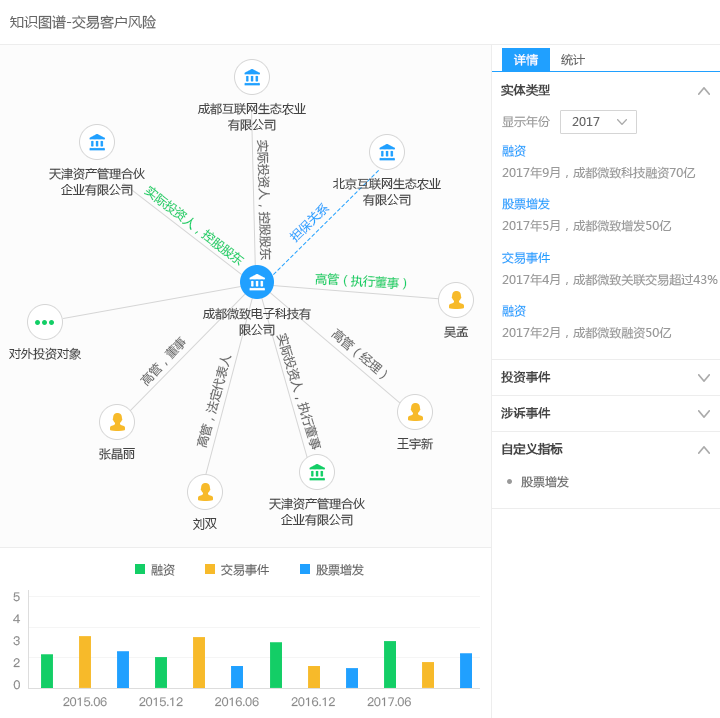 知识图谱-交易客户风险
成都互联网生态农业
有限公司
天津资产管理合伙
企业有限公司
北京互联网生态农业
有限公司
实际投资人，控股股东
实际投资人，控股股东
担保关系
高管（执行董事）
成都微致电子科技有
限公司
吴孟
对外投资对象
高管，董事
高管，法定代表人
实际投资人，执行董事
高管（经理）
张晶丽
王宇新
刘双
天津资产管理合伙
企业有限公司
详情 统计
实体类型
显示年份 2017
融资
2017年9月，成都微致科技融资70亿
股票增发
2017年5月，成都微致增发50亿
交易事件
2017年4月，成都微致关联交易超过43%
融资
2017年2月，成都微致融资50亿
投资事件
涉诉事件
自定义指标
股票增发
融资 交易事件 股票增发
5
4
3
2
0
2015.06 2015.12 2016.06 2016.12 2017.06